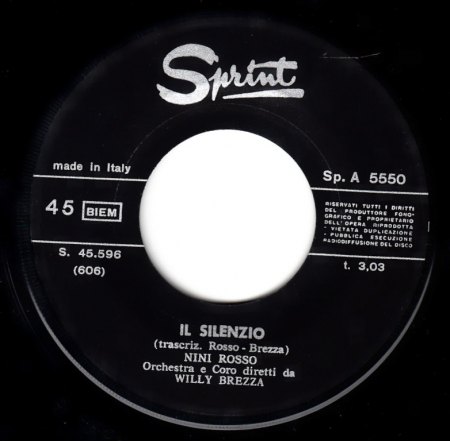 Sprint
made in Italy
Sp. A 5550
45 BIEM
RISERVATI TUTTI I DIRITTI
DEL PRODUTTORE FONO-
GRAFICO E PROPRIETARIO
DELL'OPERA RIPRODOTTA
- VIETATA DUPLICAZIONE -
- PUBBLICA ESECUZIONE
RADIODIFFUSIONE DEL DISCO
S. 45.596
(606)
t. 3,03
IL SILENZIO
(trascriz. Rosso - Brezza)
NINI ROSSO
Orchestra e Coro diretti da
WILLY BREZZA